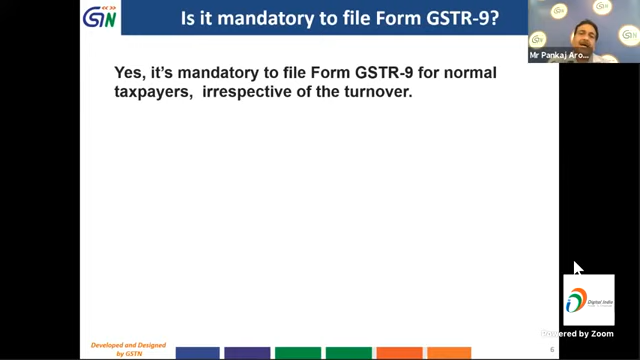 GSTN
Is it mandatory to file Form GSTR-9?
Mr Pankaj Aro...
Yes, it's mandatory to file Form GSTR-9 for normal
taxpayers, irrespective of the turnover.
Digital India
Powered by Zoom
Developed and Designed
by GSTN
6